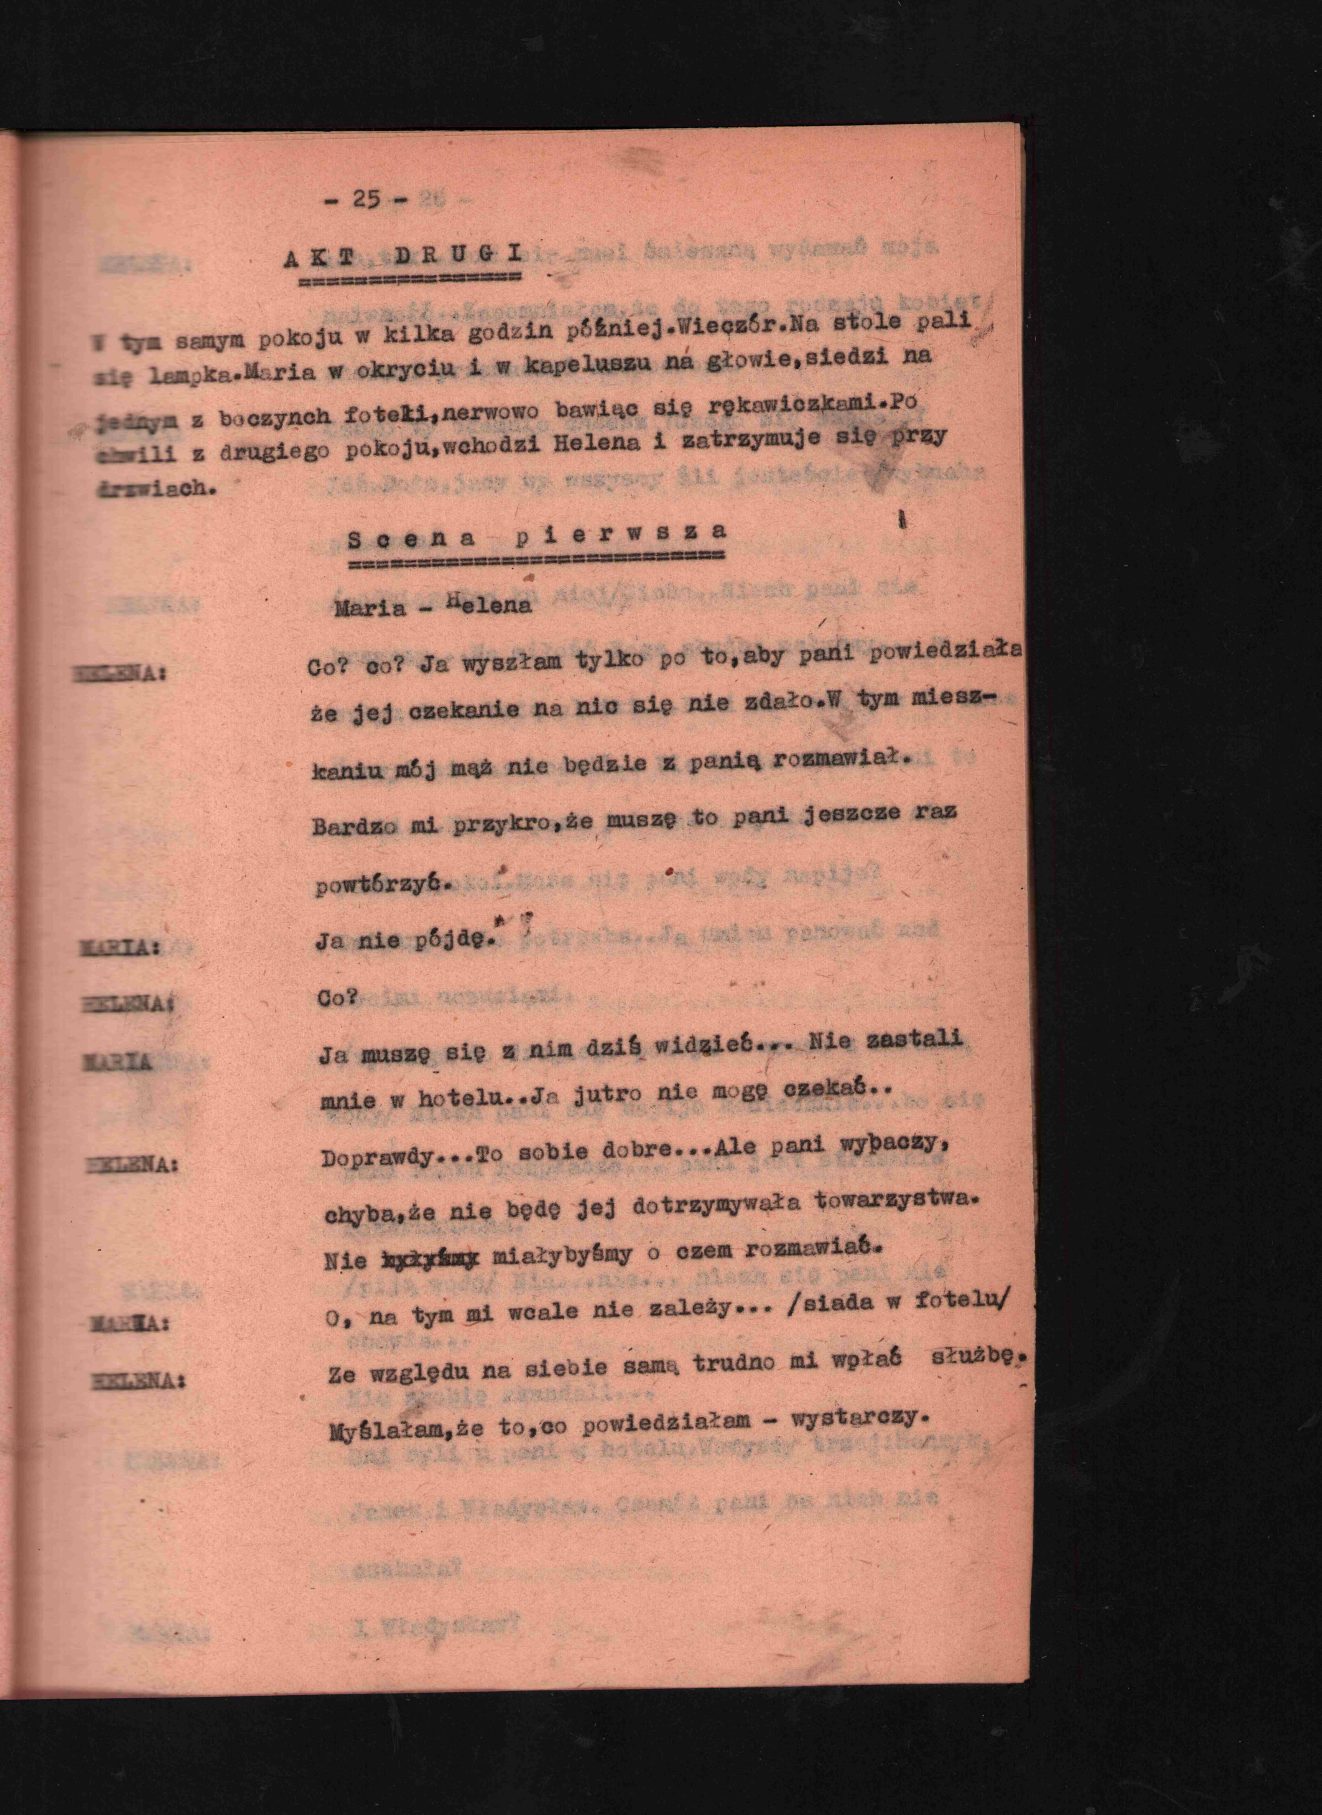 - 25 -
AKT DRUGI
W tym samym pokoju w kilka godzin później.Wieczór.Na stole pali
się lampka.Maria w okryciu i w kapeluszu na głowie,siedzi na
jednym z boczynch foteli,nerwowo bawiąc się rękawiczkami.Po
chwili z drugiego pokoju,wchodzi Helena i zatrzymuje się przy
drzwiach.
Scena pierwsza
Maria - Helena
HELENA: Co? co? Ja wyszłam tylko po to,aby pani powiedziała
że jej czekanie na nic się nie zdało.W tym miesz-
kaniu mój mąż nie będzie z panią rozmawiał.
Bardzo mi przykro,że muszę to pani jeszcze raz
powtórzyć.
MARIA: Ja nie pójdę.
HELENA: Co?
MARIA Ja muszę się z nim dziś widzieć... Nie zastali
mnie w hotelu..Ja jutro nie mogę czekać..
HELENA: Doprawdy...To sobie dobre...Ale pani wybaczy,
chyba,że nie będę jej dotrzymywała towarzystwa.
Nie miałybyśmy o czem rozmawiać.
MARIA: O, na tym mi wcale nie zależy... /siada w fotelu/
HELENA: Ze względu na siebie samą trudno mi wołać służbę.
Myślałam,że to,co powiedziałam - wystarczy.